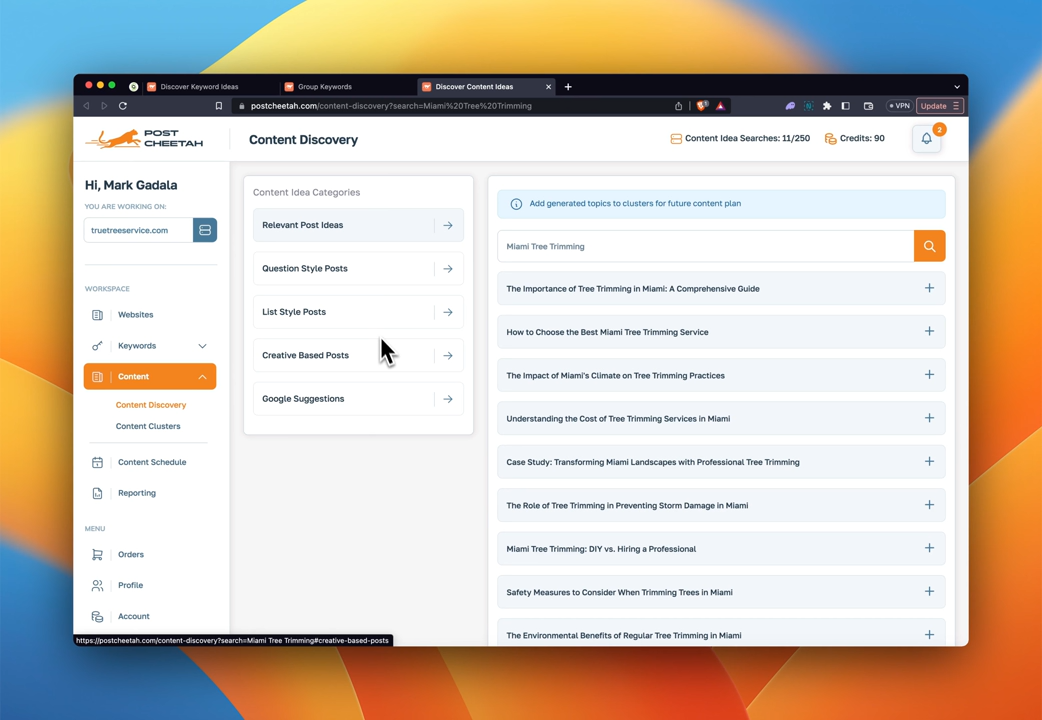 Discover Keyword Ideas
Group Keywords
Discover Content Ideas
postcheetah.com/content-discovery?search=Miami%20Tree%20Trimming
VPN
Update
POST
CHEETAH
Content Discovery
Content Idea Searches: 11/250
Credits: 90
2
Hi, Mark Gadala
YOU ARE WORKING ON:
truetreeservice.com
WORKSPACE
Websites
Keywords
Content
Content Discovery
Content Clusters
Content Schedule
Reporting
MENU
Orders
Profile
Account
Content Idea Categories
Relevant Post Ideas
Question Style Posts
List Style Posts
Creative Based Posts
Google Suggestions
Add generated topics to clusters for future content plan
Miami Tree Trimming
The Importance of Tree Trimming in Miami: A Comprehensive Guide
How to Choose the Best Miami Tree Trimming Service
The Impact of Miami's Climate on Tree Trimming Practices
Understanding the Cost of Tree Trimming Services in Miami
Case Study: Transforming Miami Landscapes with Professional Tree Trimming
The Role of Tree Trimming in Preventing Storm Damage in Miami
Miami Tree Trimming: DIY vs. Hiring a Professional
Safety Measures to Consider When Trimming Trees in Miami
The Environmental Benefits of Regular Tree Trimming in Miami
https://postcheetah.com/content-discovery?search=Miami Tree Trimming#creative-based-posts